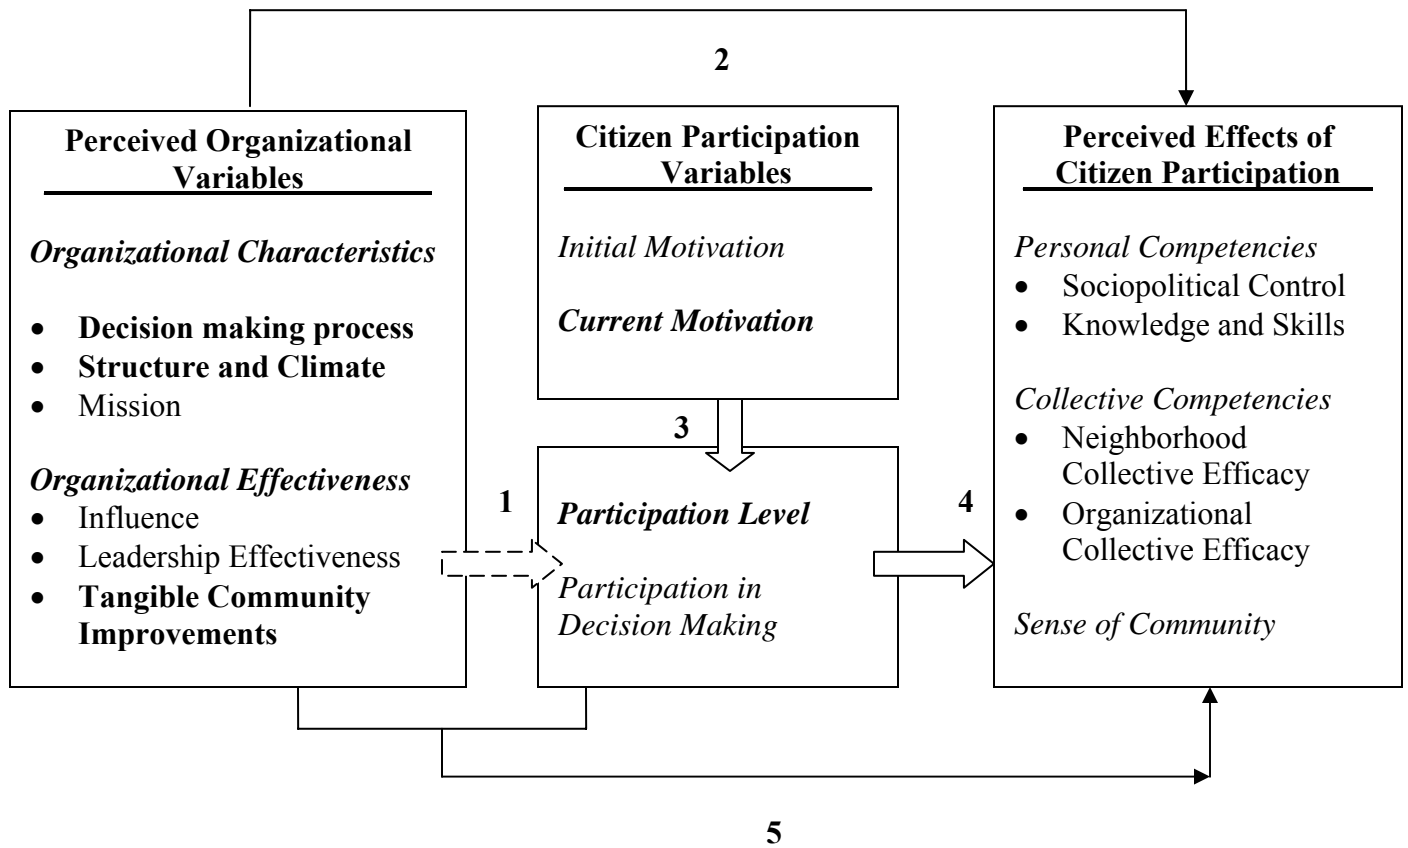 2
Perceived Organizational
Variables
Organizational Characteristics
• Decision making process
• Structure and Climate
• Mission
Organizational Effectiveness
• Influence
• Leadership Effectiveness
• Tangible Community
Improvements
1
Citizen Participation
Variables
Initial Motivation
Current Motivation
3
Participation Level
Participation in
Decision Making
4
Perceived Effects of
Citizen Participation
Personal Competencies
• Sociopolitical Control
• Knowledge and Skills
Collective Competencies
• Neighborhood
Collective Efficacy
• Organizational
Collective Efficacy
Sense of Community
5